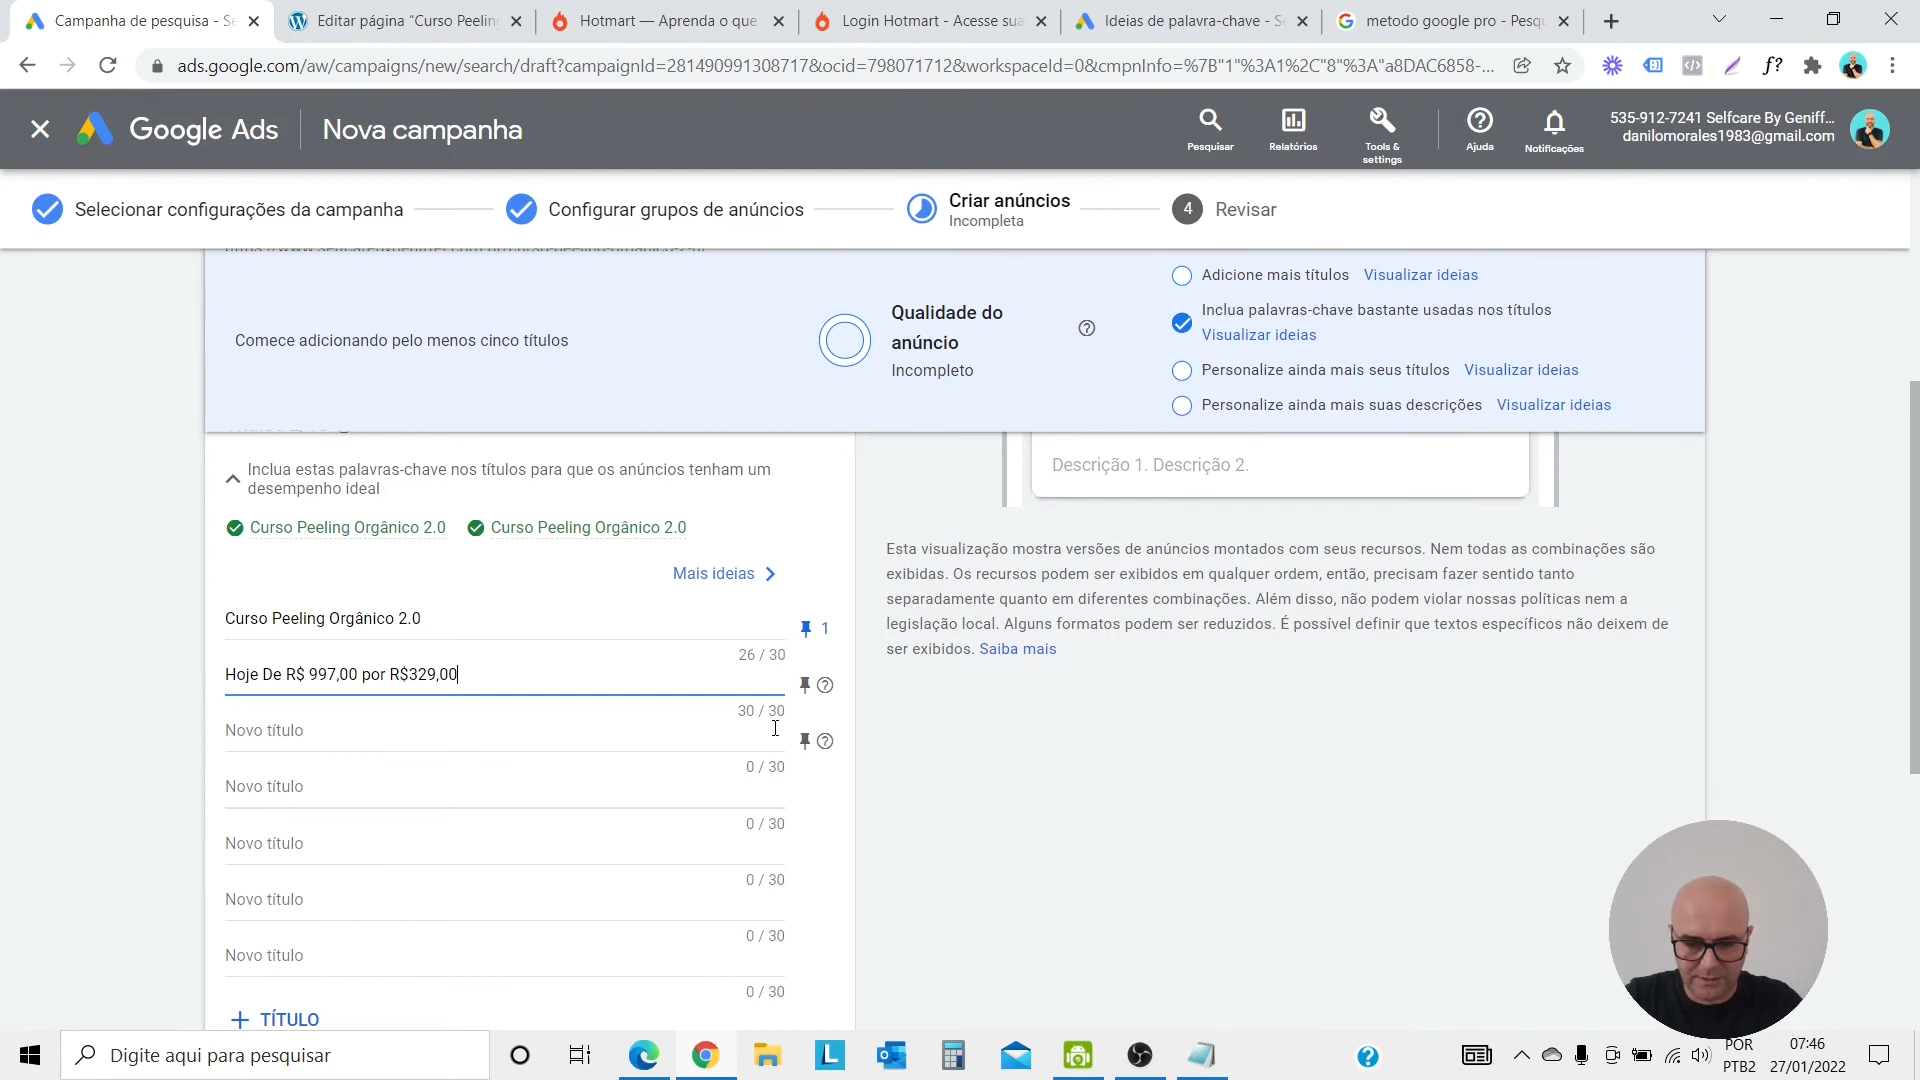 Campanha de pesquisa - Se
Editar página “Curso Peeling
Hotmart — Aprenda o que
Login Hotmart - Acesse sua
Ideias de palavra-chave - Se
metodo google pro - Pesqu
ads.google.com/aw/campaigns/new/search/draft?campaignId=281490991308717&ocid=798071712&workspaceId=0&cmpnInfo=%7B"1"%3A1%2C"8"%3A"a8DAC6858-...
f?
Google Ads
Nova campanha
Pesquisar
Relatórios
Tools &
settings
Ajuda
Notificações
535-912-7241 Selfcare By Geniff...
danilomorales1983@gmail.com
Selecionar configurações da campanha
Configurar grupos de anúncios
Criar anúncios
Incompleta
4
Revisar
Comece adicionando pelo menos cinco títulos
Qualidade do
anúncio
Incompleto
Adicione mais títulos Visualizar ideias
Inclua palavras-chave bastante usadas nos títulos
Visualizar ideias
Personalize ainda mais seus títulos Visualizar ideias
Personalize ainda mais suas descrições Visualizar ideias
Inclua estas palavras-chave nos títulos para que os anúncios tenham um
desempenho ideal
Curso Peeling Orgânico 2.0 Curso Peeling Orgânico 2.0
Mais ideias
Curso Peeling Orgânico 2.0
1
26 / 30
Hoje De R$ 997,00 por R$329,00
30 / 30
Novo título
0 / 30
Novo título
0 / 30
Novo título
0 / 30
Novo título
0 / 30
Novo título
0 / 30
+ TÍTULO
Descrição 1. Descrição 2.
Esta visualização mostra versões de anúncios montados com seus recursos. Nem todas as combinações são
exibidas. Os recursos podem ser exibidos em qualquer ordem, então, precisam fazer sentido tanto
separadamente quanto em diferentes combinações. Além disso, não podem violar nossas políticas nem a
legislação local. Alguns formatos podem ser reduzidos. É possível definir que textos específicos não deixem de
ser exibidos. Saiba mais
Digite aqui para pesquisar
L
POR
PTB2
07:46
27/01/2022